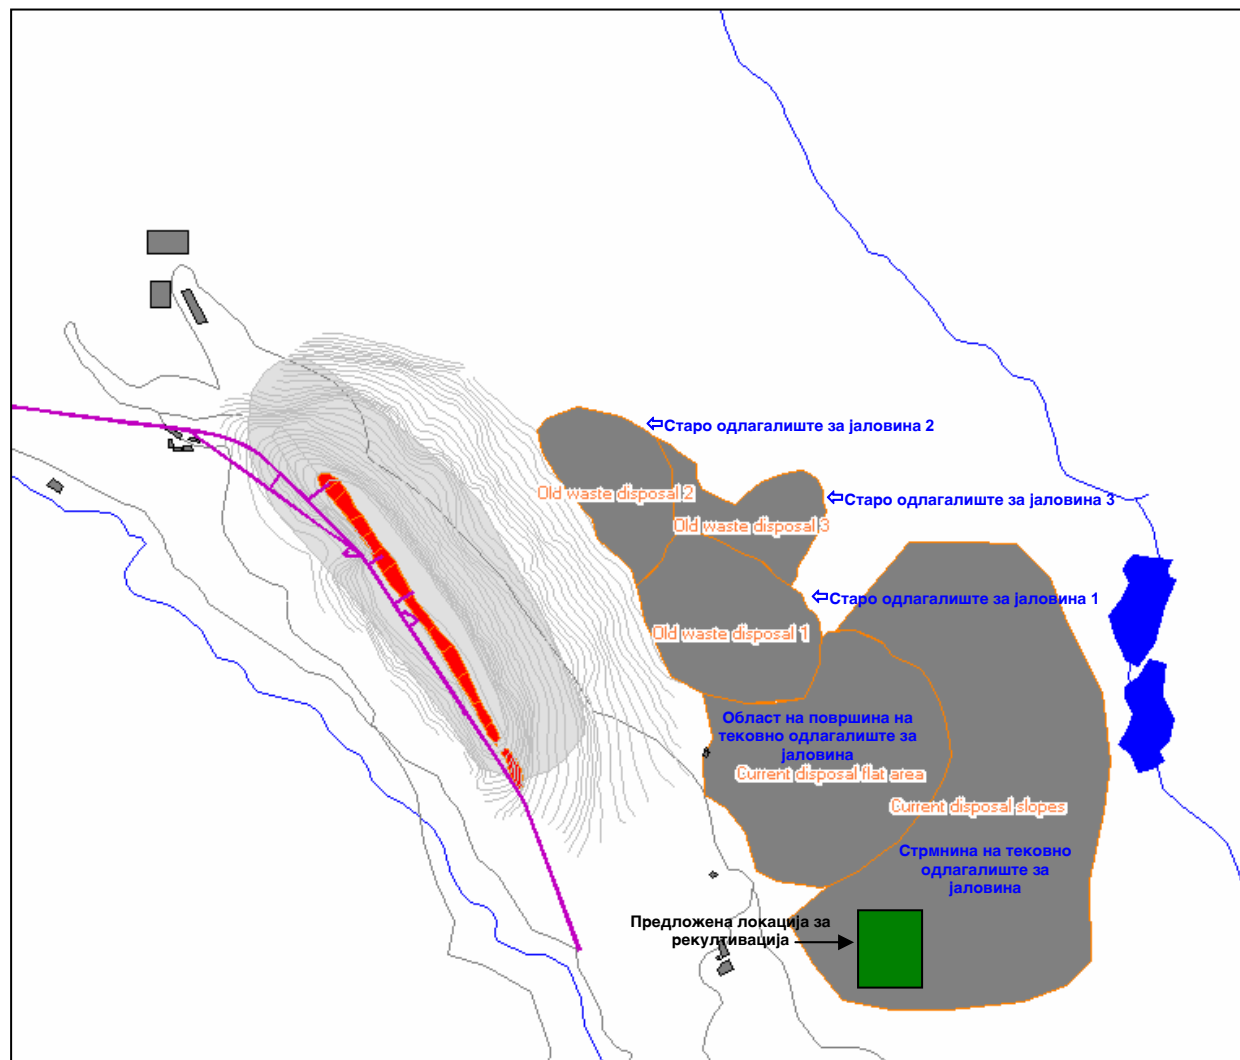 Старо одлагалиште за јаловина 2
Old waste disposal 2
Старо одлагалиште за јаловина 3
Old waste disposal 3
Старо одлагалиште за јаловина 1
Old waste disposal 1
Област на површина на
тековно одлагалиште за
јаловина
Current disposal flat area
Current disposal slopes
Стрмнина на тековно
одлагалиште за
јаловина
Предложена локација за
рекултивација